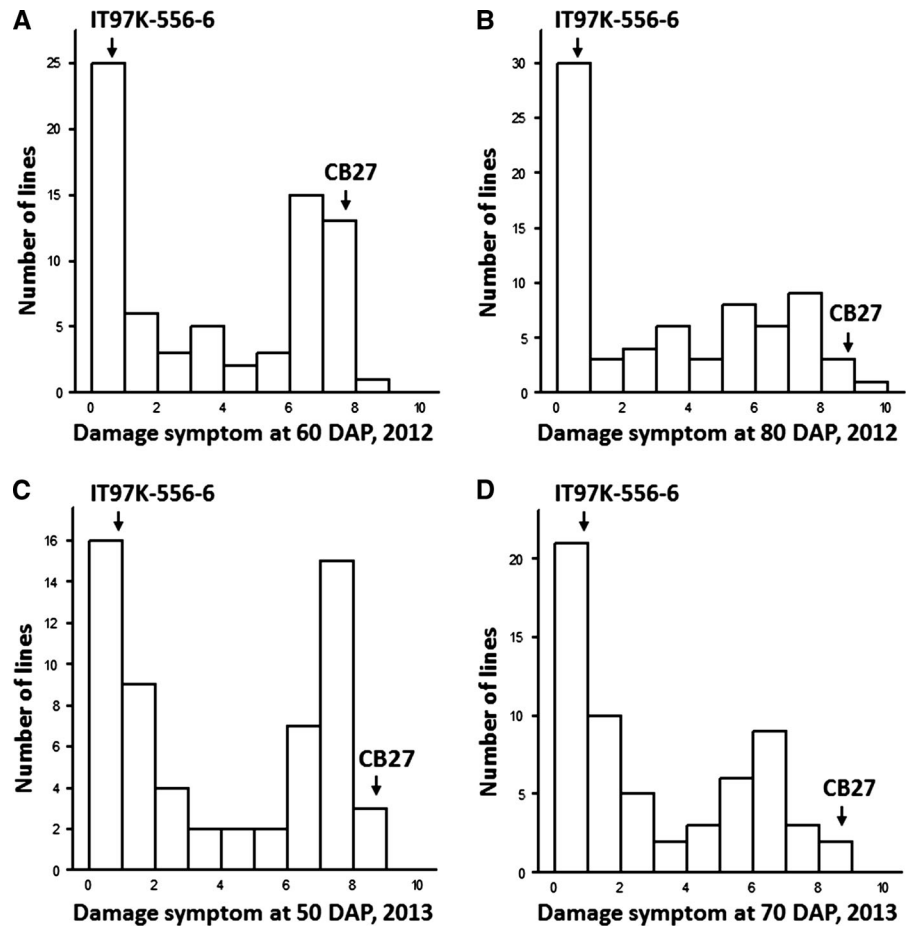 A
IT97K-556-6
CB27
Number of lines
25
20
15
10
5
0
0 2 4 6 8 10
Damage symptom at 60 DAP, 2012
B
IT97K-556-6
CB27
Number of lines
30
25
20
15
10
5
0
0 2 4 6 8 10
Damage symptom at 80 DAP, 2012
C
IT97K-556-6
CB27
Number of lines
16
14
12
10
8
6
4
2
0
0 2 4 6 8 10
Damage symptom at 50 DAP, 2013
D
IT97K-556-6
CB27
Number of lines
20
15
10
5
0
0 2 4 6 8 10
Damage symptom at 70 DAP, 2013